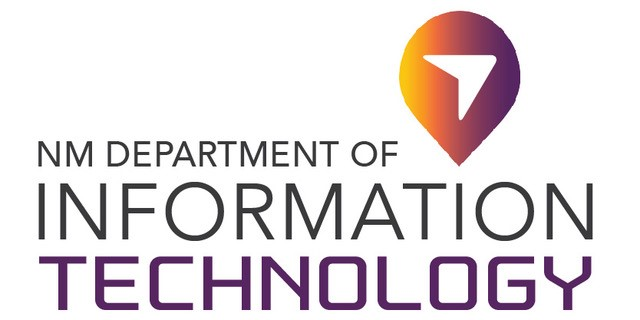 NM DEPARTMENT OF
INFORMATION
TECHNOLOGY